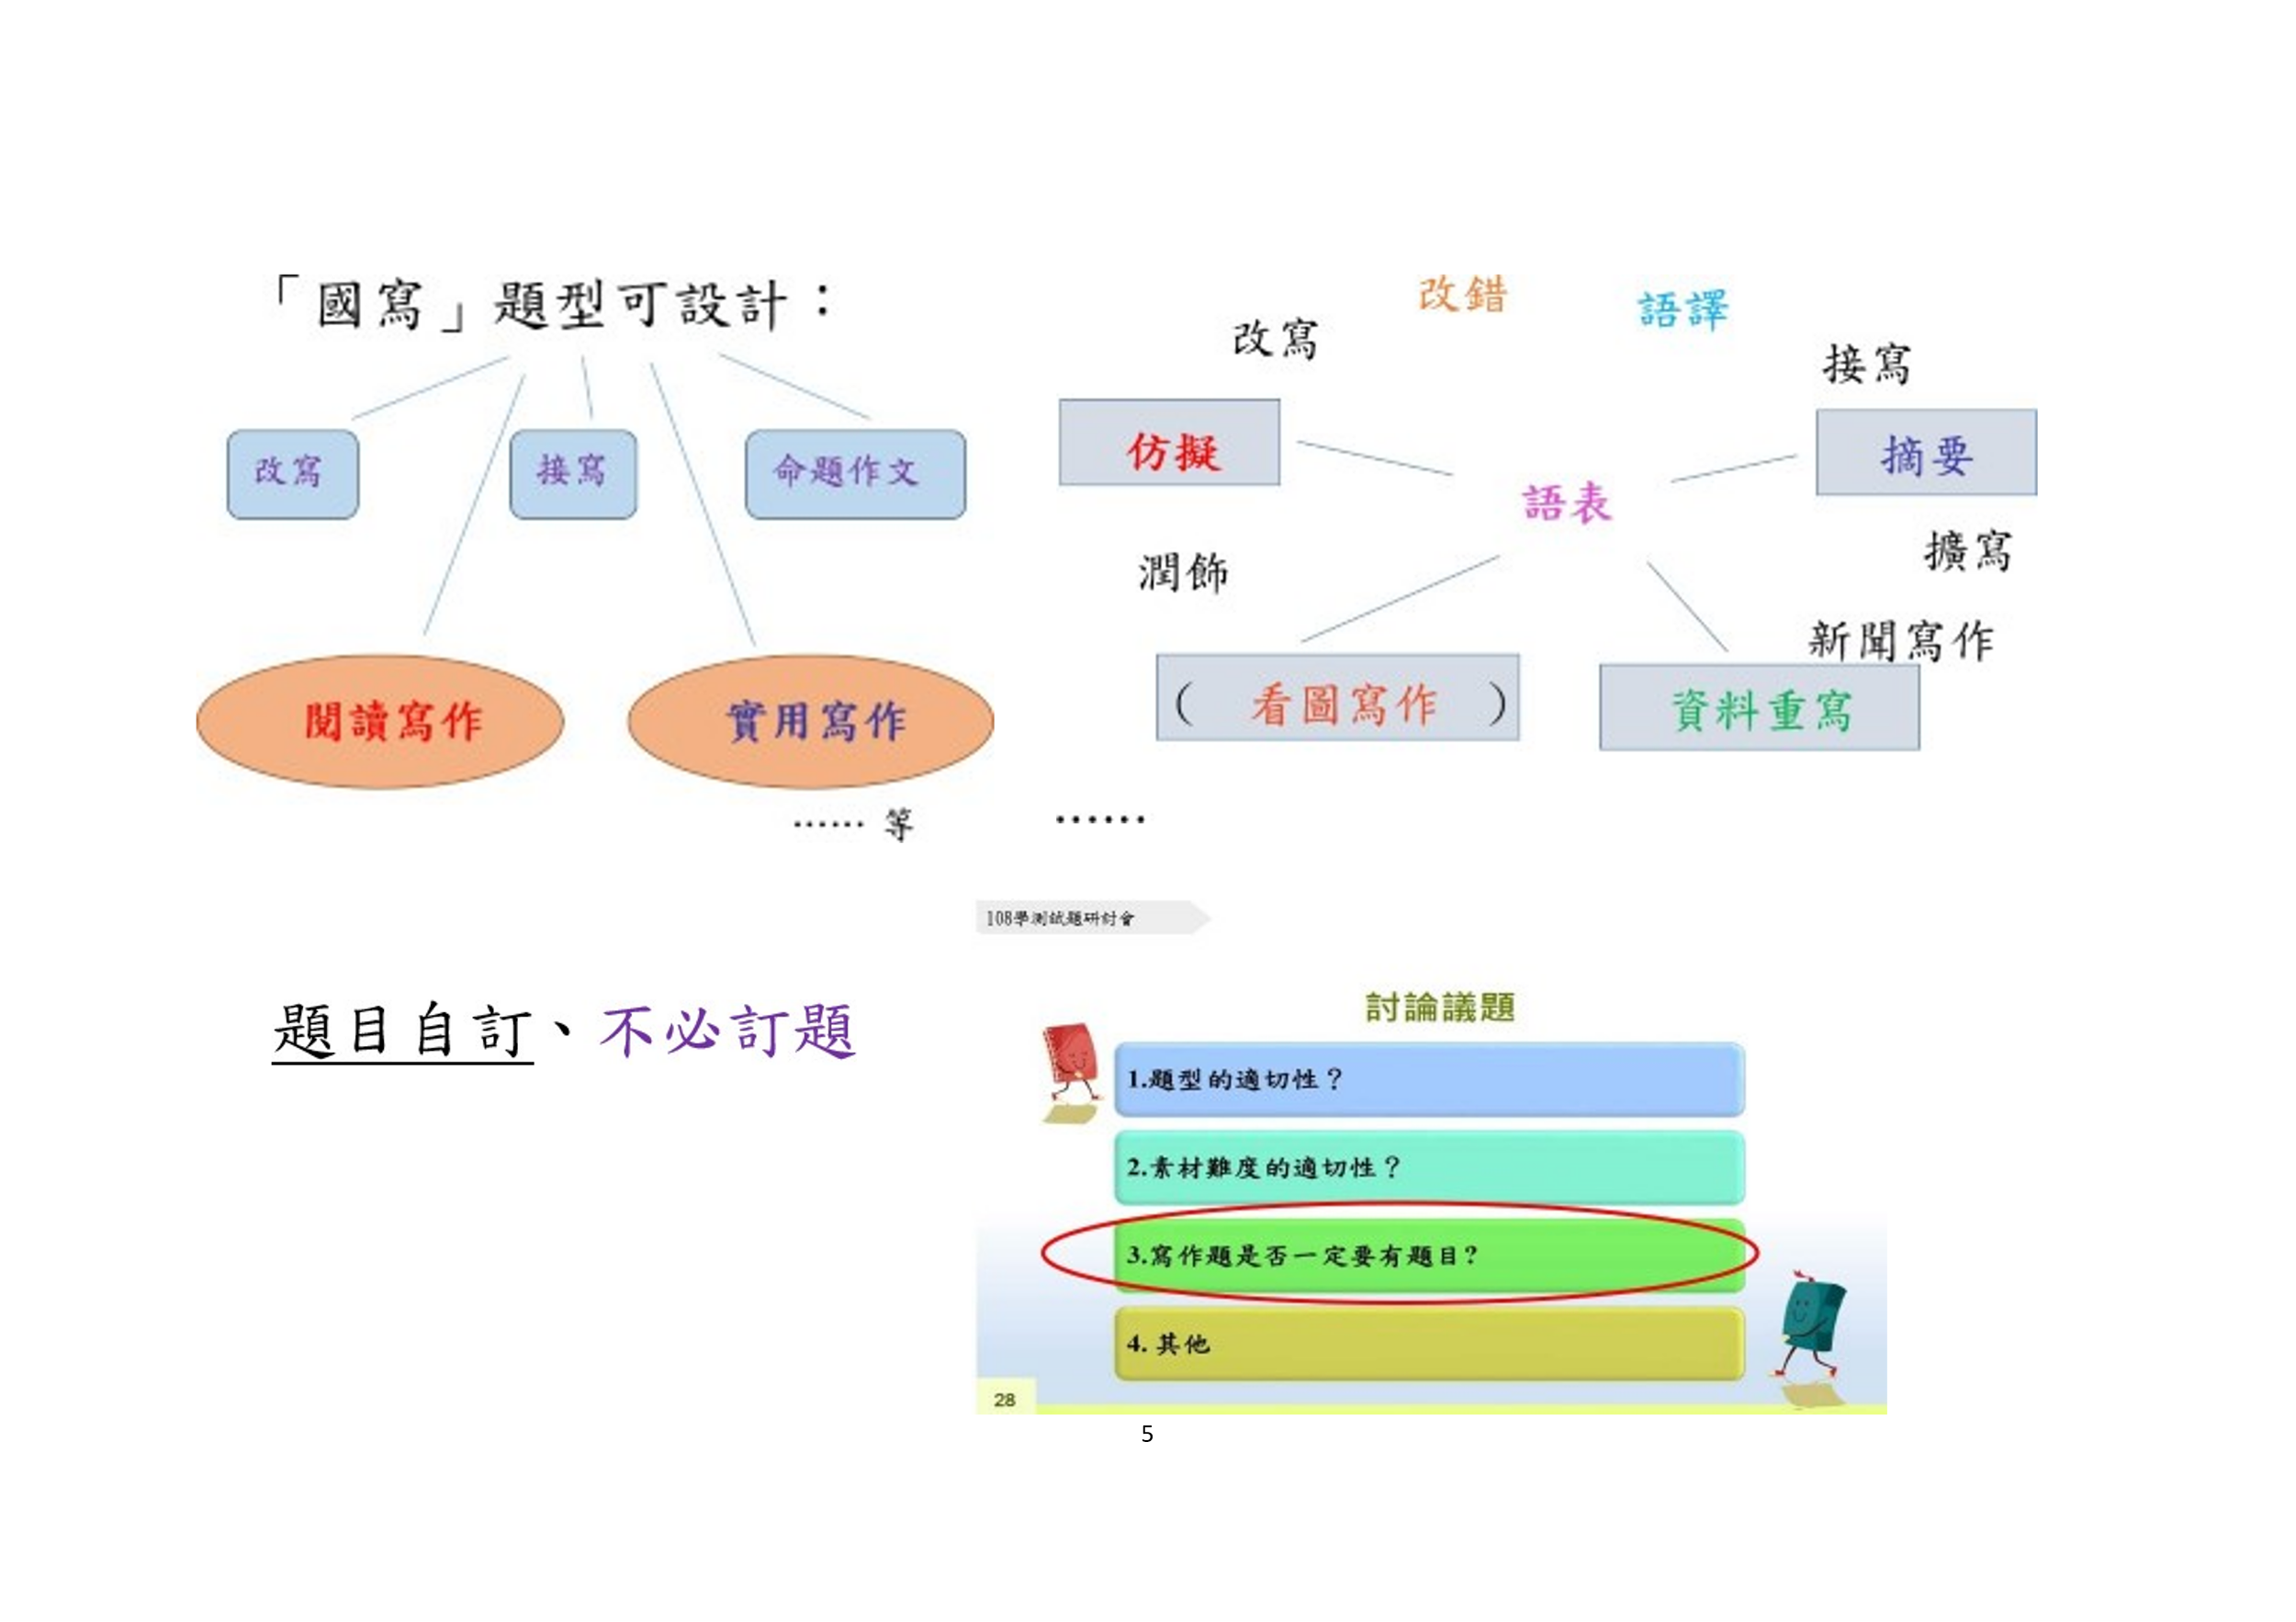 「國寫」題型可設計：
改寫
接寫
命題作文
閱讀寫作
實用寫作
…… 等
改錯
語譯
改寫
接寫
仿擬
摘要
語表
潤飾
擴寫
新聞寫作
( 看圖寫作 )
資料重寫
……
題目自訂、不必訂題
108學測試題研討會
討論議題
1.題型的適切性？
2.素材難度的適切性？
3.寫作題是否一定要有題目?
4. 其他
28
5